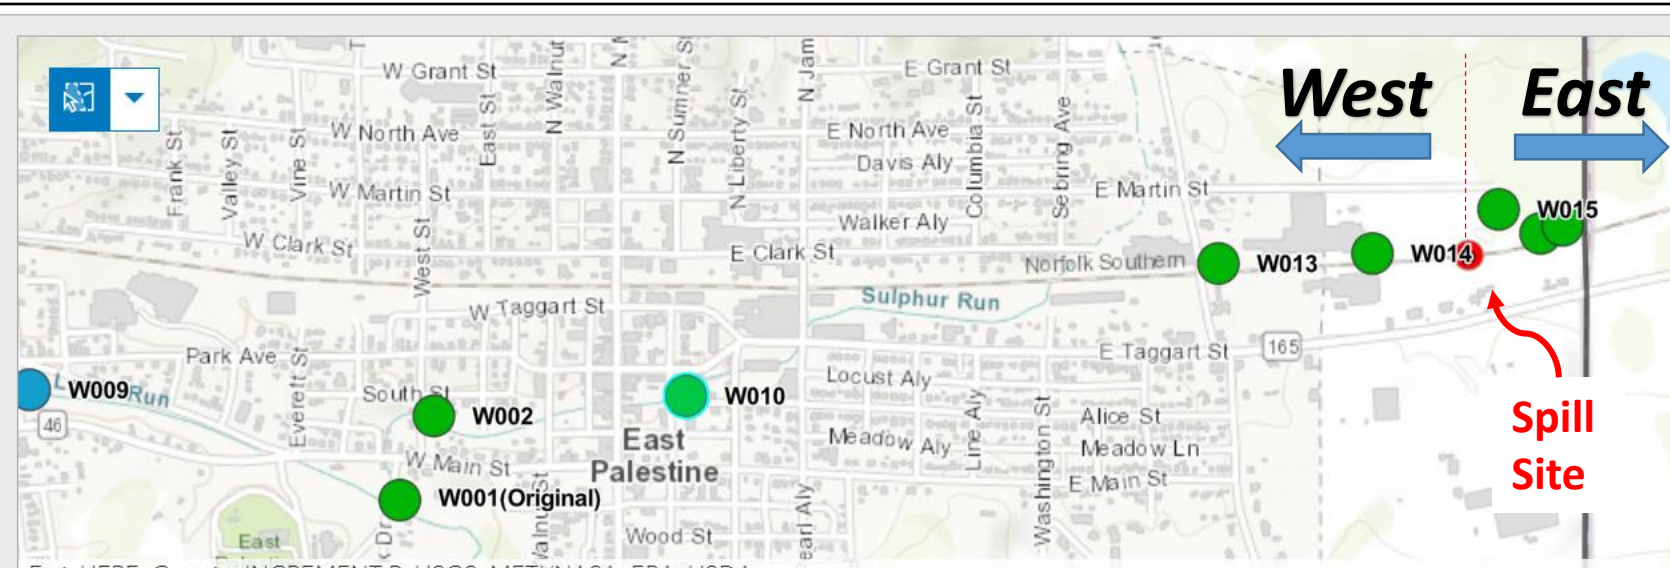 West East
W Grant St
E Grant St
N Walnut
N Sumner St
N Jam
East St
N Liberty St
Columbia St
Sebring Ave
Frank St
Valley St
Vine St
W North Ave
E North Ave
Davis Aly
W Martin St
E Martin St
Walker Aly
W015
W Clark St
West St
E Clark St
Norfolk Southern
W013
W014
Sulphur Run
W Taggart St
Park Ave
E Taggart St
165
Everett St
W009
Run
South St
W010
Locust Aly
46
W002
East
Palestine
Meadow Aly
Line Aly
Washington St
Alice St
Meadow Ln
Spill
Site
W Main St
E Main St
W001(Original)
Wood St
East